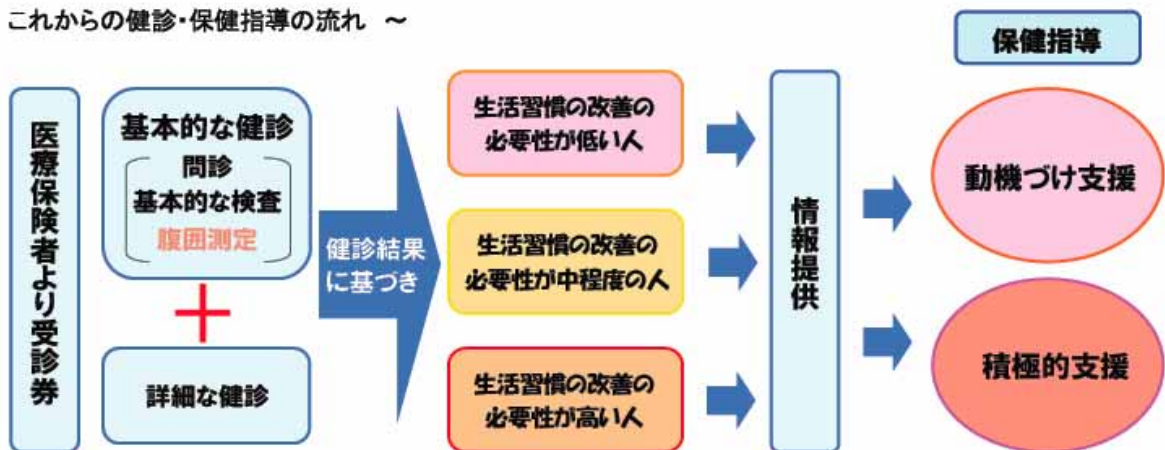 これからの健診・保健指導の流れ ～
医療保険者より受診券
基本的な健診
問診
基本的な検査
腹囲測定
＋
詳細な健診
健診結果
に基づき
生活習慣の改善の
必要性が低い人
生活習慣の改善の
必要性が中程度の人
生活習慣の改善の
必要性が高い人
情報提供
保健指導
動機づけ支援
積極的支援